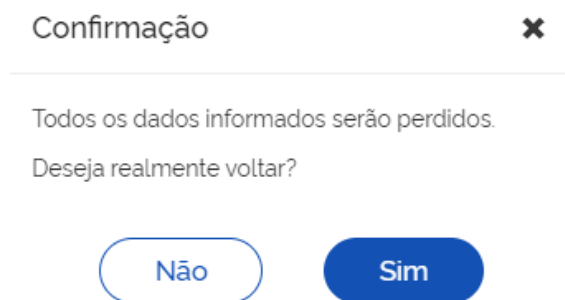 Confirmação
Todos os dados informados serão perdidos.
Deseja realmente voltar?
Não
Sim